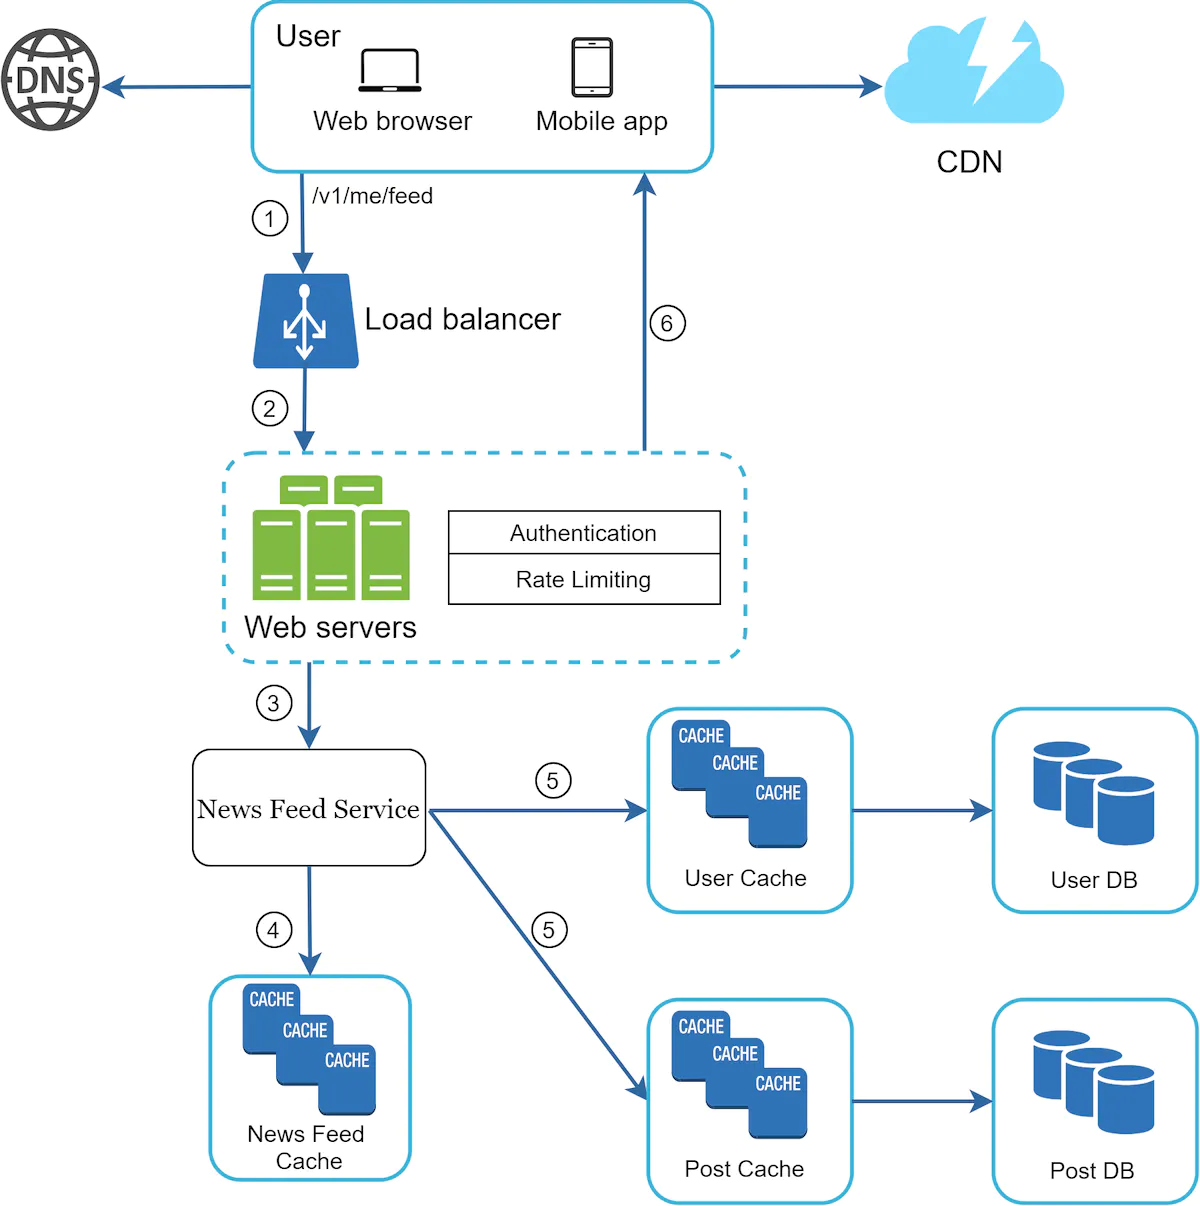 User
DNS
Web browser
Mobile app
CDN
/v1/me/feed
1
Load balancer
6
2
Authentication
Rate Limiting
Web servers
3
News Feed Service
5
CACHE
CACHE
CACHE
User Cache
User DB
4
5
CACHE
CACHE
CACHE
News Feed
Cache
CACHE
CACHE
CACHE
Post Cache
Post DB